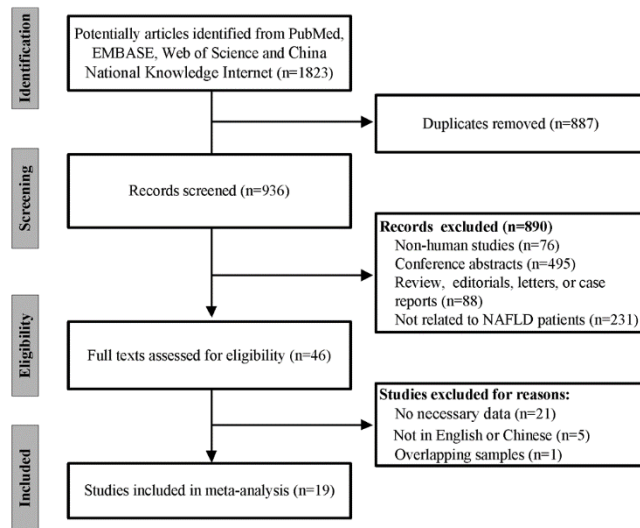 Identification
Potentially articles identified from PubMed,
EMBASE, Web of Science and China
National Knowledge Internet (n=1823)
Duplicates removed (n=887)
Screening
Records screened (n=936)
Records excluded (n=890)
Non-human studies (n=76)
Conference abstracts (n=495)
Review, editorials, letters, or case
reports (n=88)
Not related to NAFLD patients (n=231)
Eligibility
Full texts assessed for eligibility (n=46)
Studies excluded for reasons:
No necessary data (n=21)
Not in English or Chinese (n=5)
Overlapping samples (n=1)
Included
Studies included in meta-analysis (n=19)